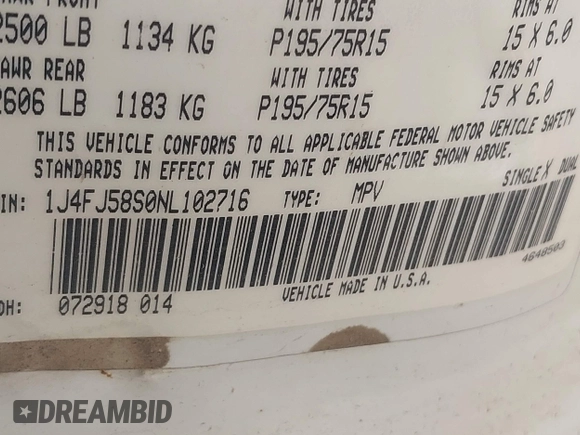 WITH TIRES RIMS AT
2500 LB 1134 KG P195/75R15 15 X 6.0
GAWR REAR WITH TIRES RIMS AT
2606 LB 1183 KG P195/75R15 15 X 6.0
THIS VEHICLE CONFORMS TO ALL APPLICABLE FEDERAL MOTOR VEHICLE SAFETY
STANDARDS IN EFFECT ON THE DATE OF MANUFACTURE SHOWN ABOVE.
SINGLE X DUAL
VIN: 1J4FJ58S0NL102716 TYPE: MPV
4648503
MDH: 072918 014 VEHICLE MADE IN U.S.A.
DREAMBID